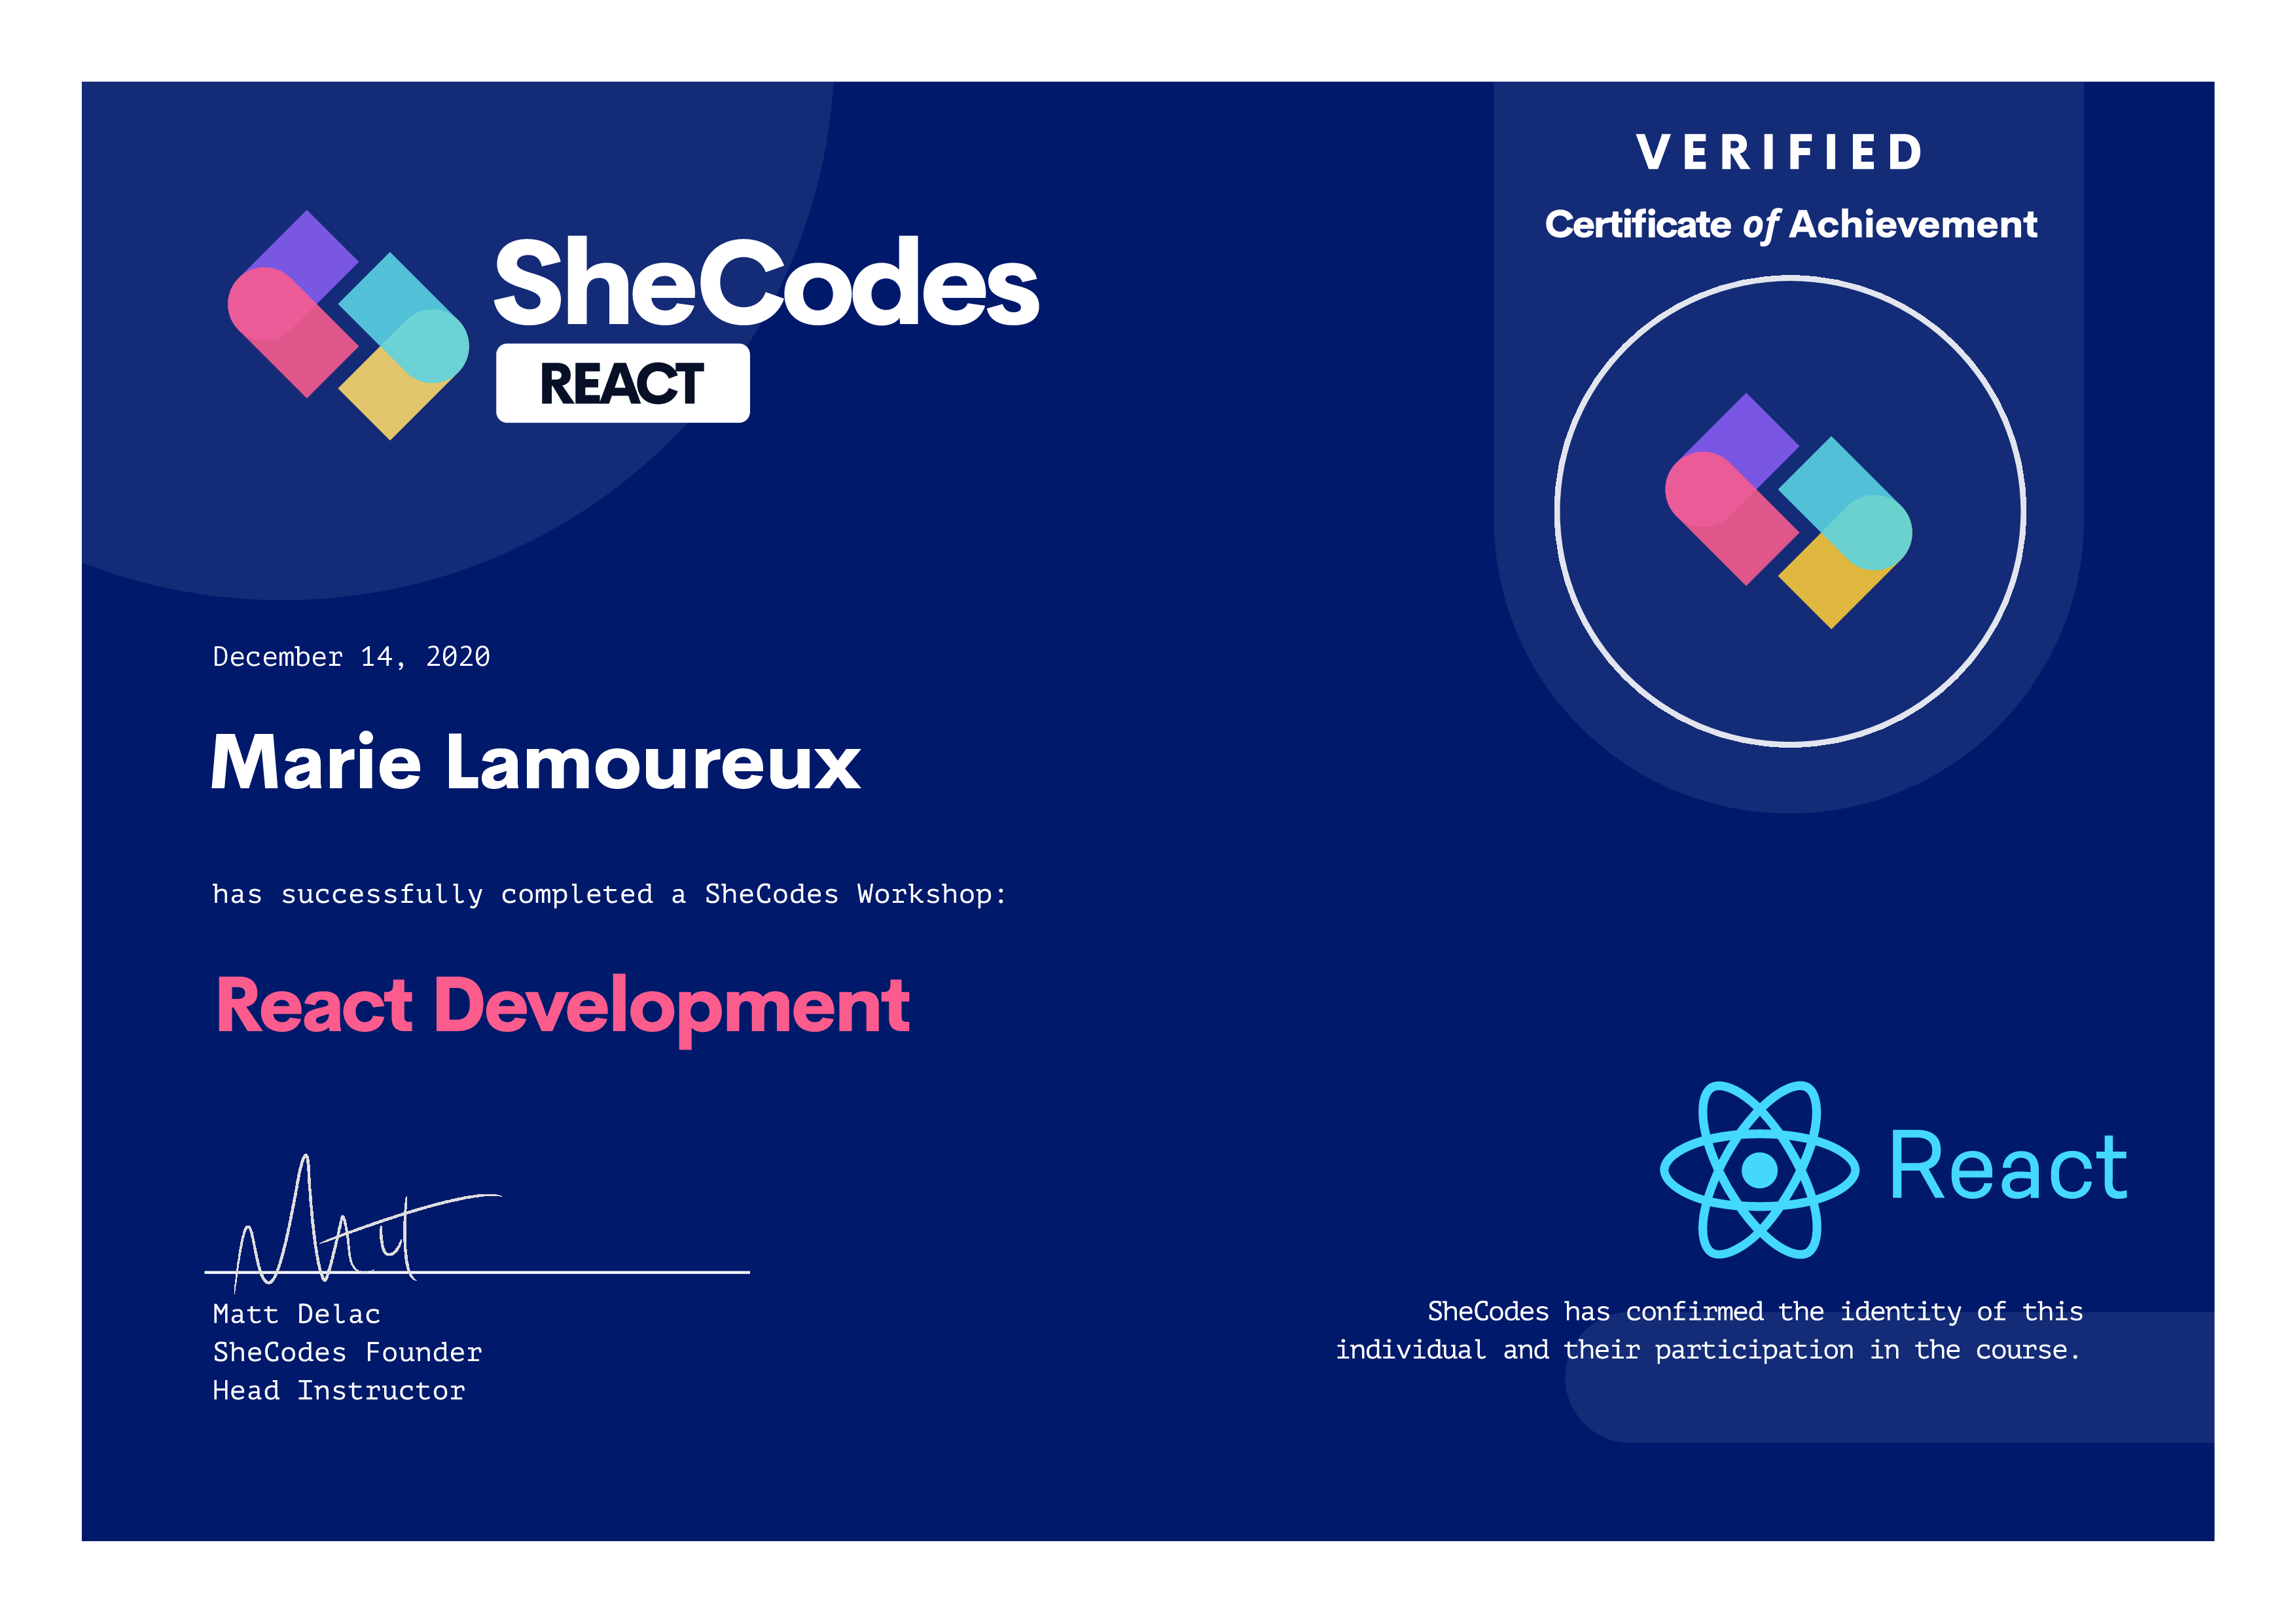 VERIFIED
Certificate of Achievement
SheCodes
REACT
December 14, 2020
Marie Lamoureux
has successfully completed a SheCodes Workshop:
React Development
React
Matt
Matt Delac
SheCodes Founder
Head Instructor
SheCodes has confirmed the identity of this
individual and their participation in the course.